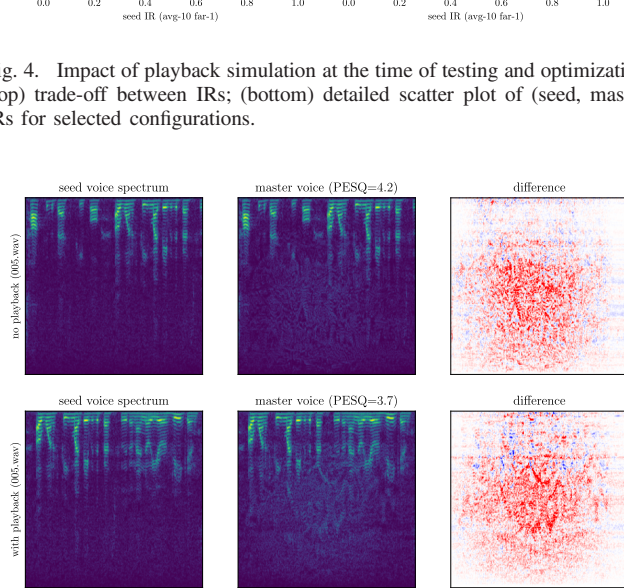 0.0 0.2 0.4 0.6 0.8 1.0 0.0 0.2 0.4 0.6 0.8 1.0
seed IR (avg-10 far-1) seed IR (avg-10 far-1)
g. 4. Impact of playback simulation at the time of testing and optimizati
op) trade-off between IRs; (bottom) detailed scatter plot of (seed, mas
Rs for selected configurations.
seed voice spectrum master voice (PESQ=4.2) difference
no playback (005.wav)
seed voice spectrum master voice (PESQ=3.7) difference
with playback (005.wav)